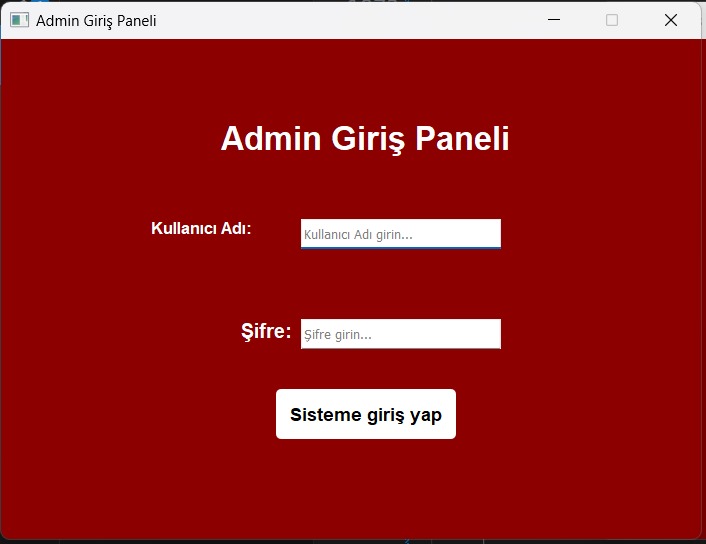 Admin Giriş Paneli
Admin Giriş Paneli
Kullanıcı Adı: Kullanıcı Adı girin...
Şifre: Şifre girin...
Sisteme giriş yap